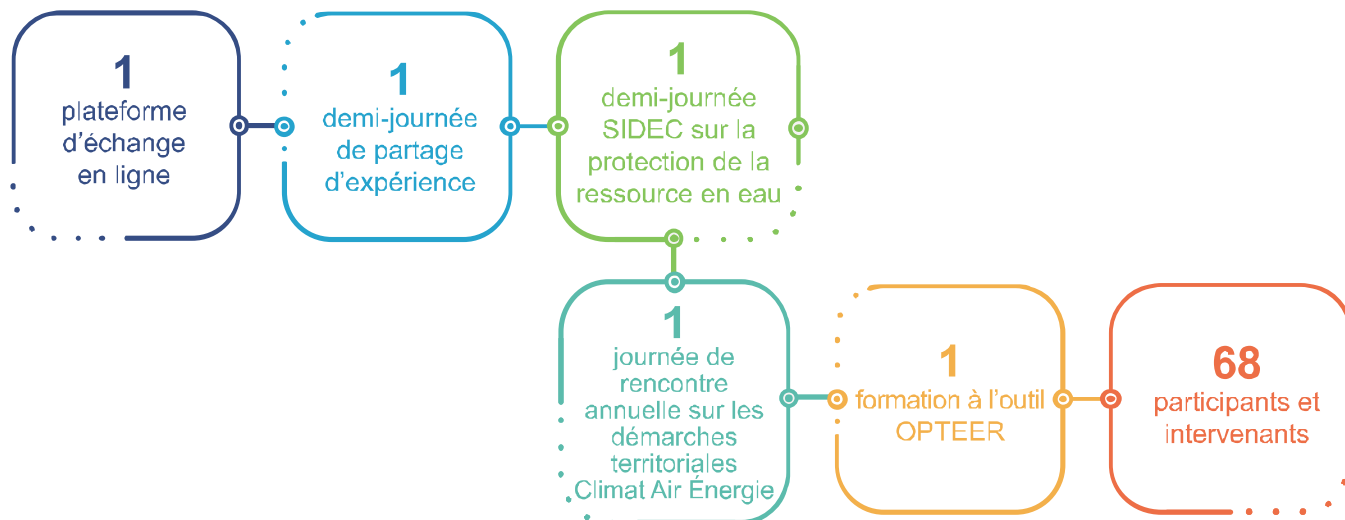 1
plateforme
d'échange
en ligne
1
demi-journée
de partage
d'expérience
1
demi-journée
SIDEC sur la
protection de la
ressource en eau
1
journée de
rencontre
annuelle sur les
démarches
territoriales
Climat Air Énergie
1
formation à l'outil
OPTEER
68
participants et
intervenants